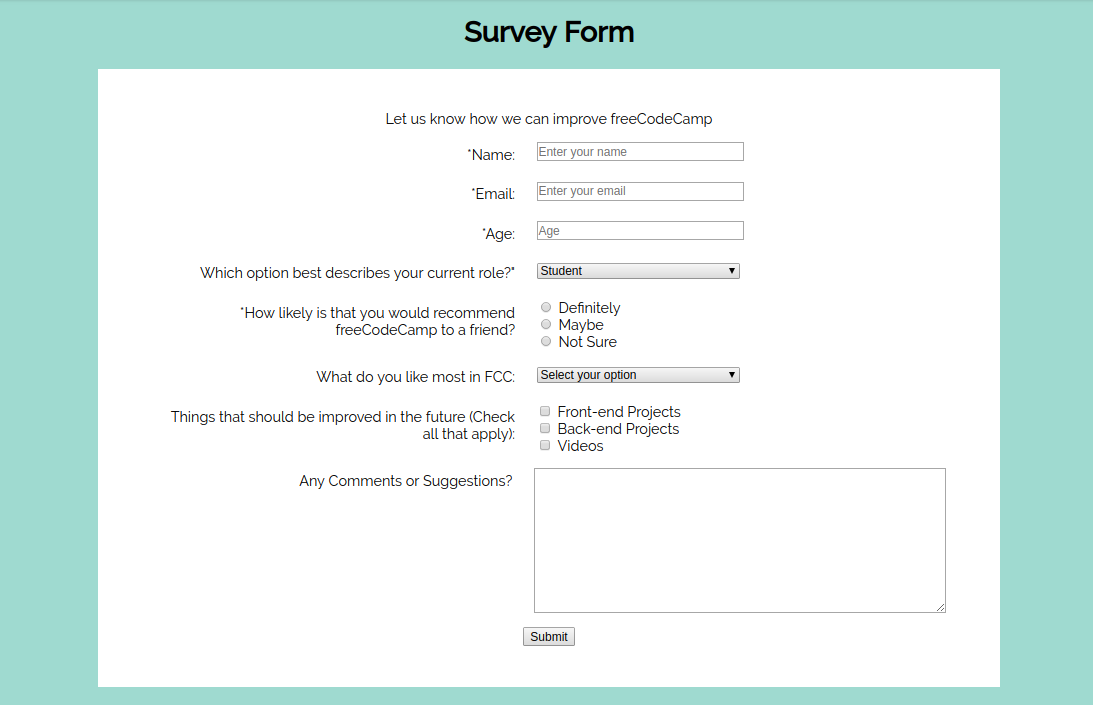 Survey Form
Let us know how we can improve freeCodeCamp
*Name: Enter your name
*Email: Enter your email
*Age: Age
Which option best describes your current role?* Student
*How likely is that you would recommend
freeCodeCamp to a friend?
Definitely
Maybe
Not Sure
What do you like most in FCC: Select your option
Things that should be improved in the future (Check
all that apply):
Front-end Projects
Back-end Projects
Videos
Any Comments or Suggestions?
Submit